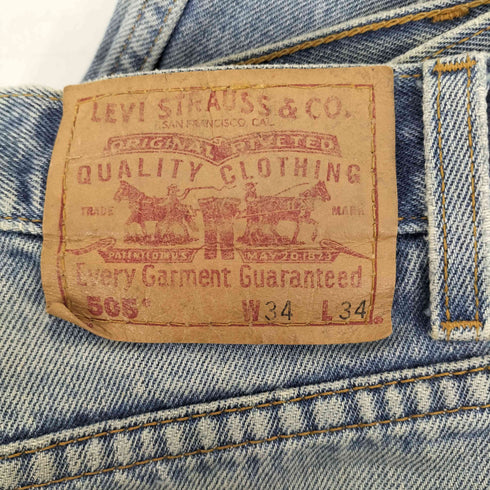 LEVI STRAUSS & CO.
SAN FRANCISCO CAL
ORIGINAL RIVETED
QUALITY CLOTHING
TRADE MARK
PATENTED IN U.S. MAY 20 1873
Every Garment Guaranteed
505® W34 L34
®